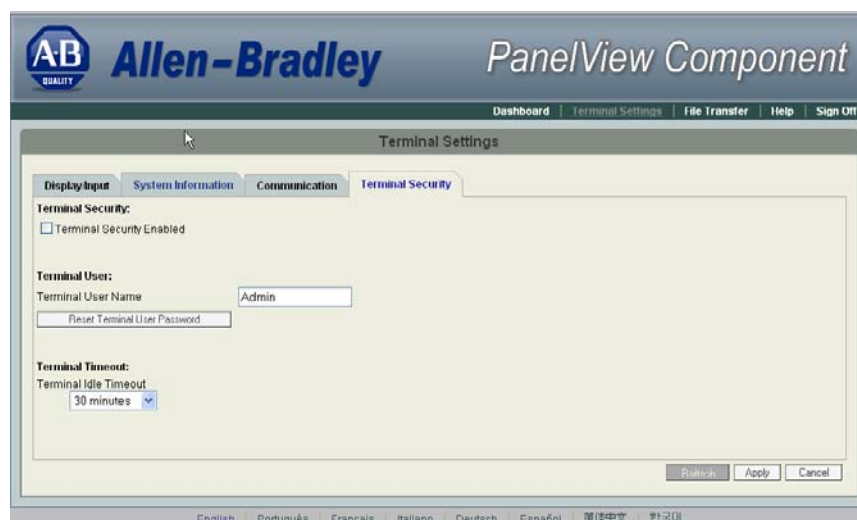 A·B
QUALITY
Allen-Bradley
PanelView Component
Dashboard | Terminal Settings | File Transfer | Help | Sign Off
Terminal Settings
Display/Input System Information Communication Terminal Security
Terminal Security:
Terminal Security Enabled
Terminal User:
Terminal User Name Admin
Reset Terminal User Password
Terminal Timeout:
Terminal Idle Timeout
30 minutes
Refresh Apply Cancel
English | Português | Français | Italiano | Deutsch | Español | 简体中文 | 한국어